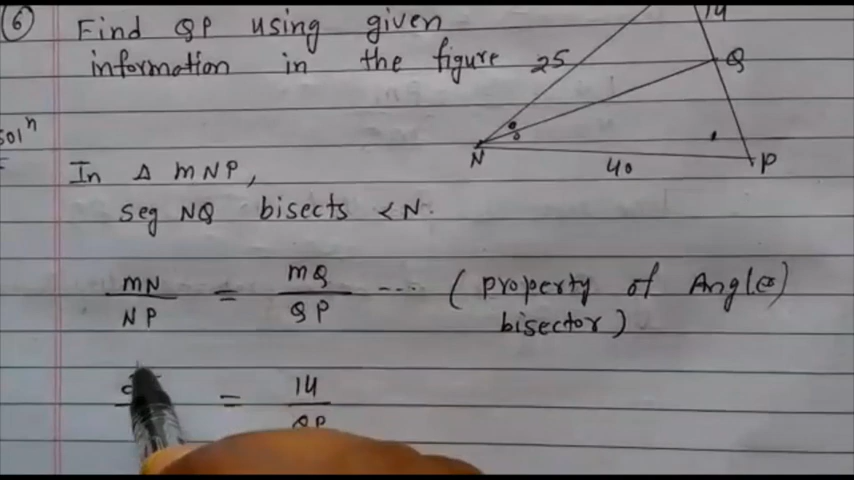 6 Find QP using given
information in the figure
14
25
Q
N
40
P
Solⁿ
In Δ MNP,
seg NQ bisects <N.
MN/NP = MQ/QP .... (property of Angle
bisector)
= 14/QP